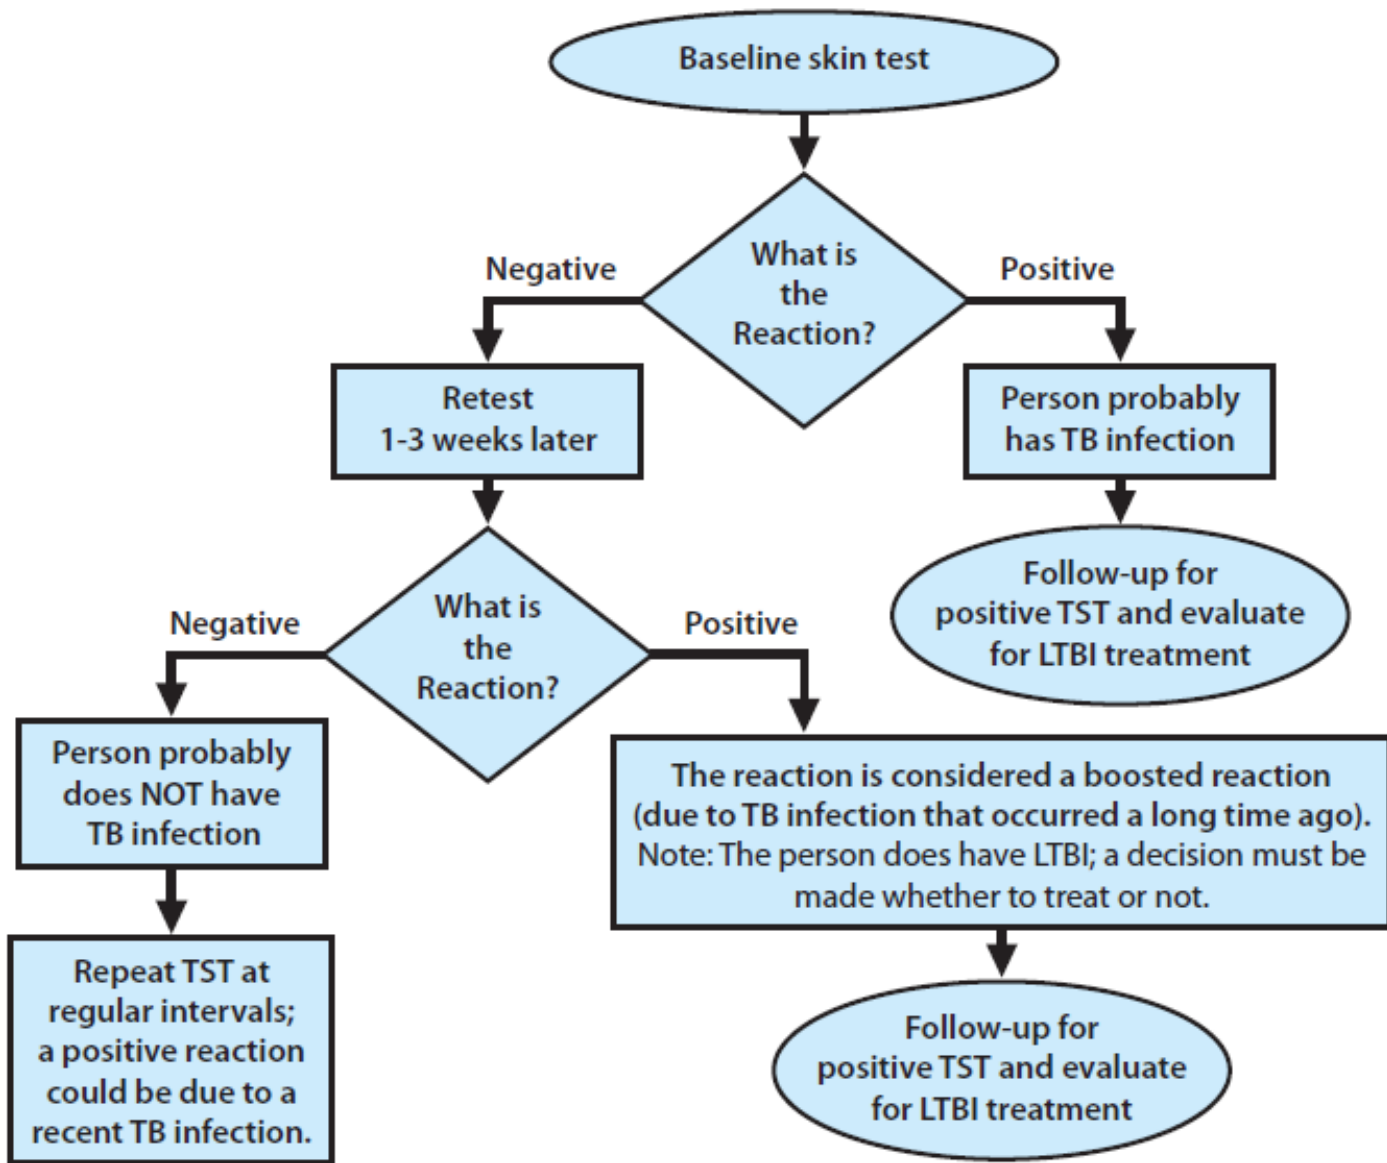 Baseline skin test
What is
the
Reaction?
Negative
Positive
Retest
1-3 weeks later
Person probably
has TB infection
Follow-up for
positive TST and evaluate
for LTBI treatment
What is
the
Reaction?
Negative
Positive
Person probably
does NOT have
TB infection
The reaction is considered a boosted reaction
(due to TB infection that occurred a long time ago).
Note: The person does have LTBI; a decision must be
made whether to treat or not.
Repeat TST at
regular intervals;
a positive reaction
could be due to a
recent TB infection.
Follow-up for
positive TST and evaluate
for LTBI treatment